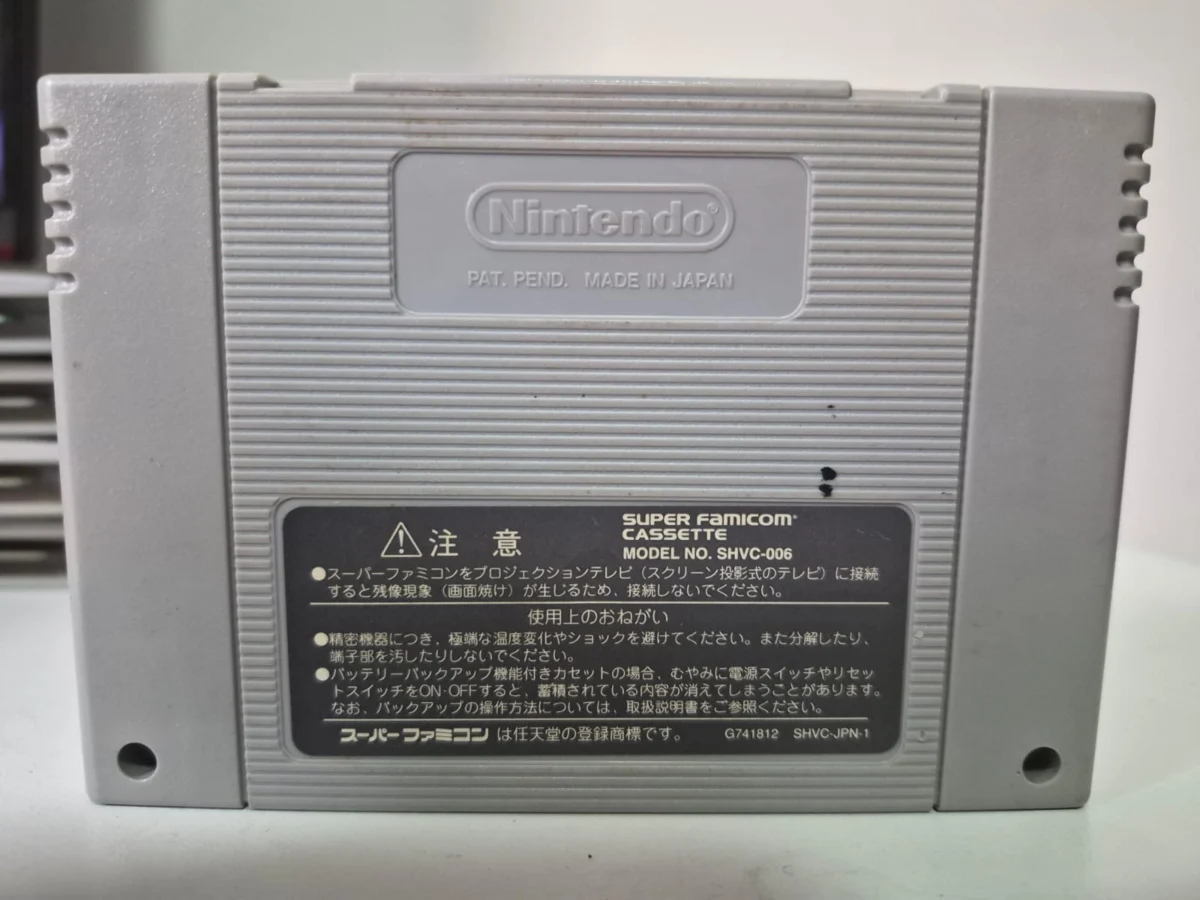 Nintendo®
PAT. PEND. MADE IN JAPAN
⚠注 意
SUPER FAMICOM
CASSETTE
MODEL NO. SHVC-006
●スーパーファミコンをプロジェクションテレビ（スクリーン投影式のテレビ）に接続
すると残像現象（画面焼け）が生じるため、接続しないでください。
使用上のおねがい
●精密機器につき、極端な温度変化やショックを避けてください。また分解したり、
端子部を汚したりしないでください。
●バッテリーバックアップ機能付きカセットの場合、むやみに電源スイッチやリセッ
トスイッチをON・OFFすると、蓄積されている内容が消えてしまうことがあります。
なお、バックアップの操作方法については、取扱説明書をご参照ください。
スーパーファミコン は任天堂の登録商標です。 G741812 SHVC-JPN-1